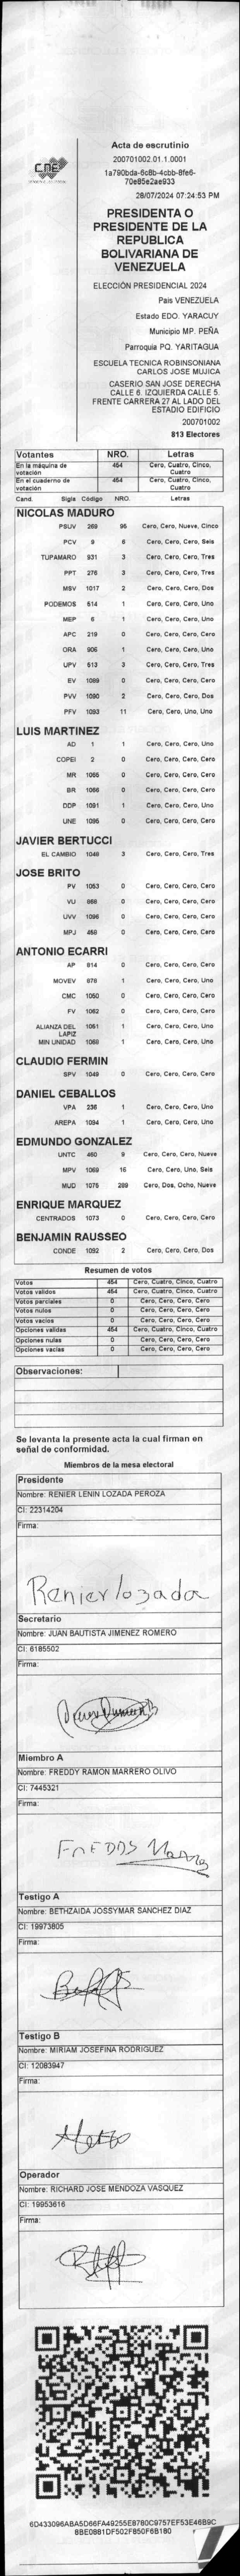 CNE
Acta de escrutinio
200701002.01.1.0001
1a790bda-6c8b-4cbb-8fe6-
70e85e2ae933
28/07/2024 07:24:53 PM
PRESIDENTA O
PRESIDENTE DE LA
REPUBLICA
BOLIVARIANA DE
VENEZUELA
ELECCIÓN PRESIDENCIAL 2024
País VENEZUELA
Estado EDO. YARACUY
Municipio MP. PEÑA
Parroquia PQ. YARITAGUA
ESCUELA TECNICA ROBINSONIANA
CARLOS JOSE MUJICA
CASERIO SAN JOSE DERECHA
CALLE 6. IZQUIERDA CALLE 5.
FRENTE CARRERA 27 AL LADO DEL
ESTADIO EDIFICIO
200701002
813 Electores
Votantes NRO. Letras
En la máquina de votación 454 Cero, Cuatro, Cinco, Cuatro
En el cuaderno de votación 454 Cero, Cuatro, Cinco, Cuatro
Cand. Sigla Código NRO. Letras
NICOLAS MADURO
PSUV 269 95 Cero, Cero, Nueve, Cinco
PCV 9 6 Cero, Cero, Cero, Seis
TUPAMARO 931 3 Cero, Cero, Cero, Tres
PPT 276 3 Cero, Cero, Cero, Tres
MSV 1017 2 Cero, Cero, Cero, Dos
PODEMOS 514 1 Cero, Cero, Cero, Uno
MEP 6 1 Cero, Cero, Cero, Uno
APC 219 0 Cero, Cero, Cero, Cero
ORA 906 1 Cero, Cero, Cero, Uno
UPV 513 3 Cero, Cero, Cero, Tres
EV 1089 0 Cero, Cero, Cero, Cero
PVV 1090 2 Cero, Cero, Cero, Dos
PFV 1093 11 Cero, Cero, Uno, Uno
LUIS MARTINEZ
AD 1 1 Cero, Cero, Cero, Uno
COPEI 2 0 Cero, Cero, Cero, Cero
MR 1065 0 Cero, Cero, Cero, Cero
BR 1066 0 Cero, Cero, Cero, Cero
DDP 1091 1 Cero, Cero, Cero, Uno
UNE 1095 0 Cero, Cero, Cero, Cero
JAVIER BERTUCCI
EL CAMBIO 1048 3 Cero, Cero, Cero, Tres
JOSE BRITO
PV 1053 0 Cero, Cero, Cero, Cero
VU 868 0 Cero, Cero, Cero, Cero
UVV 1096 0 Cero, Cero, Cero, Cero
MPJ 458 0 Cero, Cero, Cero, Cero
ANTONIO ECARRI
AP 814 0 Cero, Cero, Cero, Cero
MOVEV 878 1 Cero, Cero, Cero, Uno
CMC 1050 0 Cero, Cero, Cero, Cero
FV 1062 0 Cero, Cero, Cero, Cero
ALIANZA DEL LAPIZ 1051 1 Cero, Cero, Cero, Uno
MIN UNIDAD 1068 1 Cero, Cero, Cero, Uno
CLAUDIO FERMIN
SPV 1049 0 Cero, Cero, Cero, Cero
DANIEL CEBALLOS
VPA 236 1 Cero, Cero, Cero, Uno
AREPA 1094 1 Cero, Cero, Cero, Uno
EDMUNDO GONZALEZ
UNTC 460 9 Cero, Cero, Cero, Nueve
MPV 1069 16 Cero, Cero, Uno, Seis
MUD 1075 289 Cero, Dos, Ocho, Nueve
ENRIQUE MARQUEZ
CENTRADOS 1073 0 Cero, Cero, Cero, Cero
BENJAMIN RAUSSEO
CONDE 1092 2 Cero, Cero, Cero, Dos
Resumen de votos
Votos 454 Cero, Cuatro, Cinco, Cuatro
Votos validos 454 Cero, Cuatro, Cinco, Cuatro
Votos parciales 0 Cero, Cero, Cero, Cero
Votos nulos 0 Cero, Cero, Cero, Cero
Votos vacios 0 Cero, Cero, Cero, Cero
Opciones validas 454 Cero, Cuatro, Cinco, Cuatro
Opciones nulas 0 Cero, Cero, Cero, Cero
Opciones vacias 0 Cero, Cero, Cero, Cero
Observaciones:
Se levanta la presente acta la cual firman en
señal de conformidad.
Miembros de la mesa electoral
Presidente
Nombre: RENIER LENIN LOZADA PEROZA
CI: 22314204
Firma:
Renier lozada
Secretario
Nombre: JUAN BAUTISTA JIMENEZ ROMERO
CI: 6185502
Firma:
Miembro A
Nombre: FREDDY RAMON MARRERO OLIVO
CI: 7445321
Firma:
Testigo A
Nombre: BETHZAIDA JOSSYMAR SANCHEZ DIAZ
CI: 19973805
Firma:
Testigo B
Nombre: MIRIAM JOSEFINA RODRIGUEZ
CI: 12083947
Firma:
Operador
Nombre: RICHARD JOSE MENDOZA VASQUEZ
CI: 19953616
Firma:
6D433096ABA5D66FA49255E8780C9757EF53E46B9C
8BE0881DF502F850F6B180